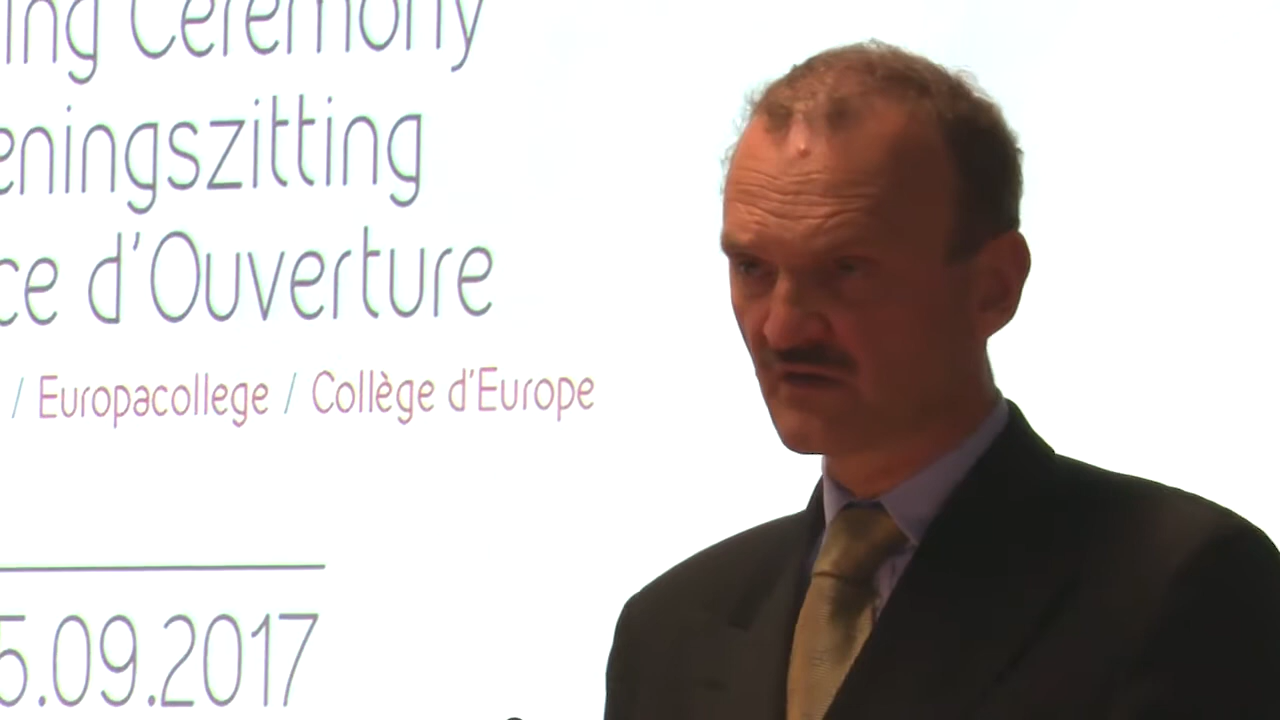 ing Ceremony
eningszitting
ce d'Ouverture
/ Europacollege / Collège d'Europe
5.09.2017